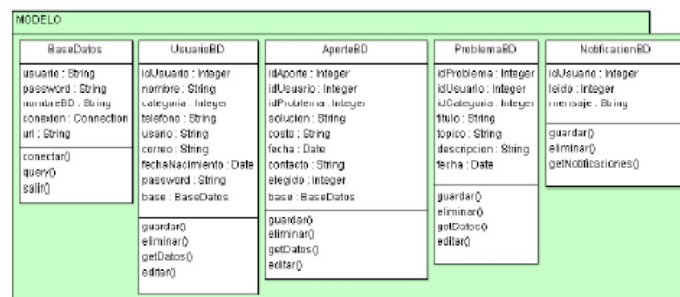 MODELO
BaseDatos
usuario : String
password : String
nombreBD : String
conexion : Connection
url : String
conectar()
query()
salir()
UsuarioBD
idUsuario : Integer
nombre : String
categoria : Integer
telefono : String
usario : String
correo : String
fechaNacimiento : Date
password : String
base : BaseDatos
guardar()
eliminar()
getDatos()
editar()
AporteBD
idAporte : Integer
idUsuario : Integer
idProblema : Integer
solucion : String
costo : String
fecha : Date
contacto : String
elegido : Integer
base : BaseDatos
guardar()
eliminar()
getDatos()
editar()
ProblemaBD
idProblema : Integer
idUsuario : Integer
idCategoria : Integer
titulo : String
topico : String
descripcion : String
fecha : Date
guardar()
eliminar()
getDatos()
editar()
NotificacionBD
idUsuario : Integer
leido : Integer
mensaje : String
guardar()
eliminar()
getNotificaciones()